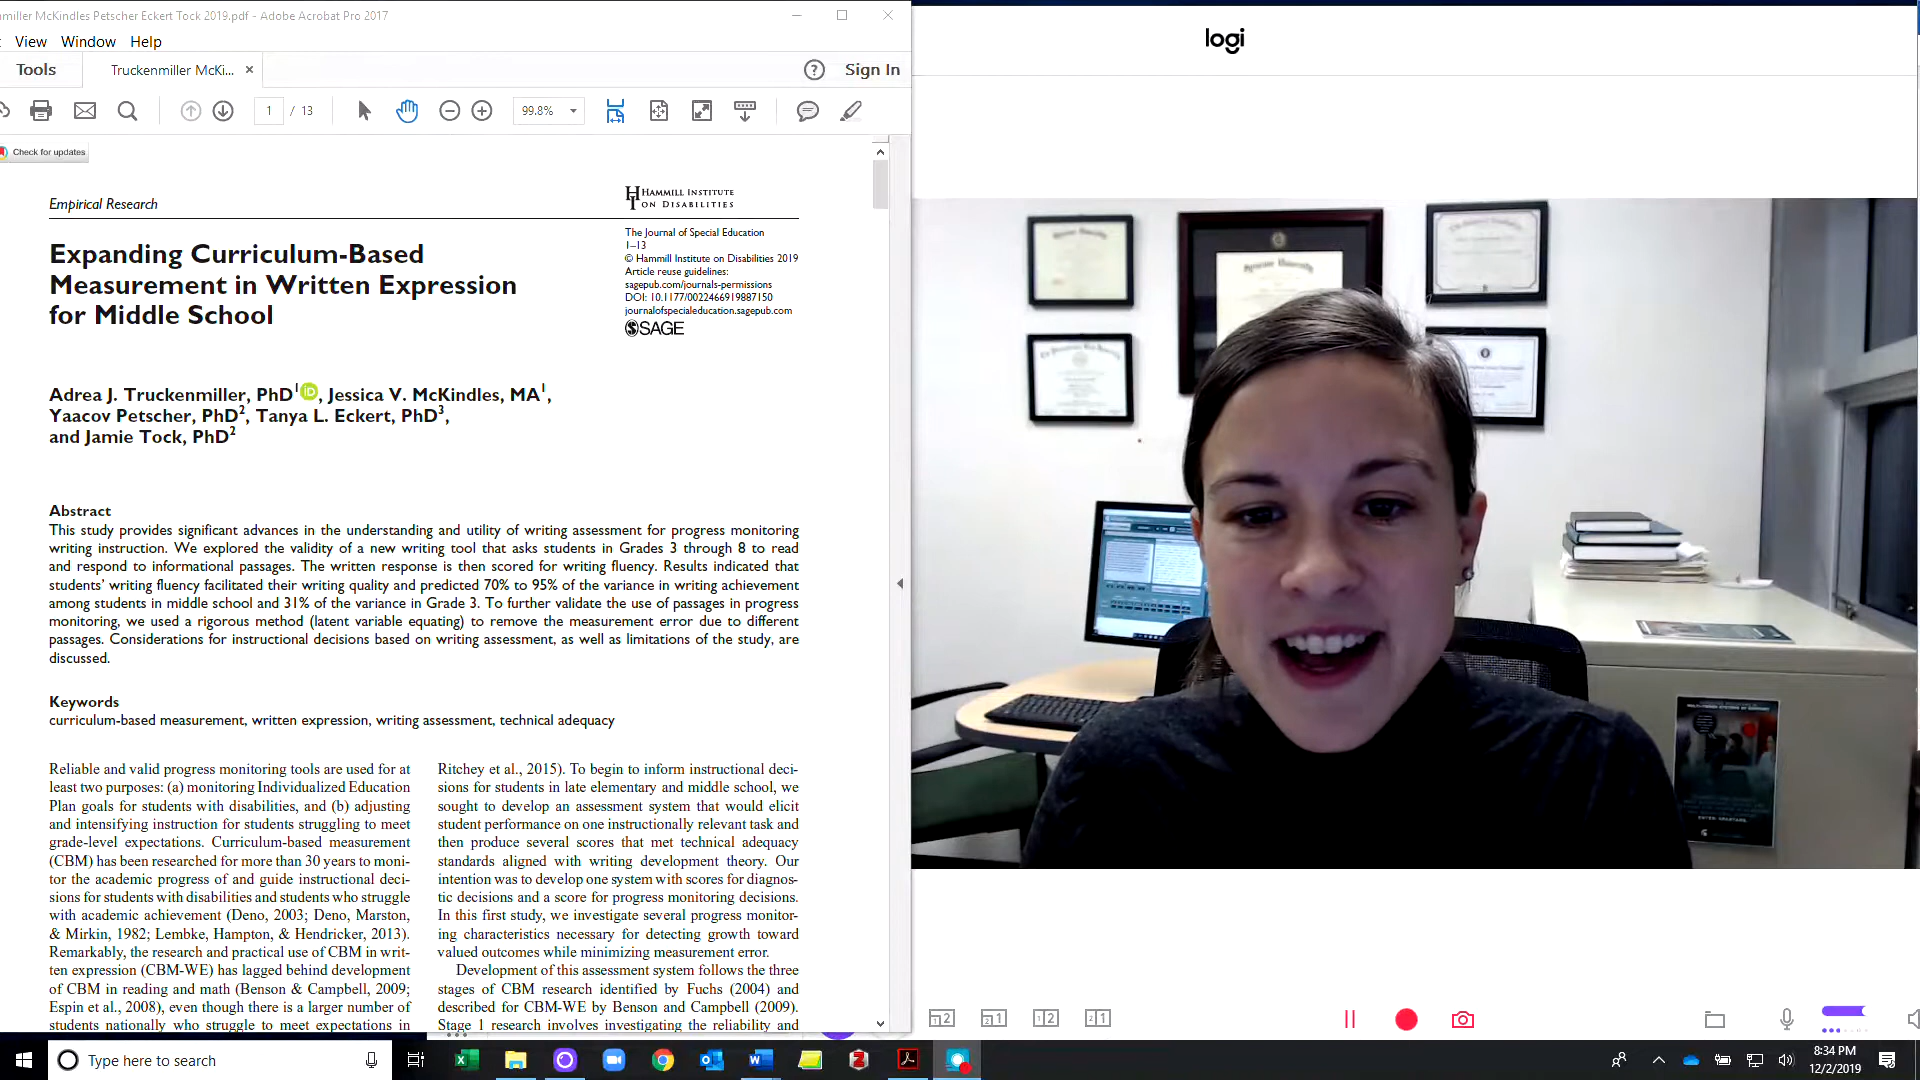 miller McKindles Petscher Eckert Tock 2019.pdf - Adobe Acrobat Pro 2017
View Window Help
Tools
Truckenmiller McKi... ×
Sign In
1 / 13
99.8%
Check for updates
Empirical Research
HAMMILL INSTITUTE
ON DISABILITIES
Expanding Curriculum-Based
Measurement in Written Expression
for Middle School
The Journal of Special Education
1–13
© Hammill Institute on Disabilities 2019
Article reuse guidelines:
sagepub.com/journals-permissions
DOI: 10.1177/0022466919887150
journalofspecialeducation.sagepub.com
SAGE
Adrea J. Truckenmiller, PhD1 iD, Jessica V. McKindles, MA1,
Yaacov Petscher, PhD2, Tanya L. Eckert, PhD3,
and Jamie Tock, PhD2
Abstract
This study provides significant advances in the understanding and utility of writing assessment for progress monitoring
writing instruction. We explored the validity of a new writing tool that asks students in Grades 3 through 8 to read
and respond to informational passages. The written response is then scored for writing fluency. Results indicated that
students' writing fluency facilitated their writing quality and predicted 70% to 95% of the variance in writing achievement
among students in middle school and 31% of the variance in Grade 3. To further validate the use of passages in progress
monitoring, we used a rigorous method (latent variable equating) to remove the measurement error due to different
passages. Considerations for instructional decisions based on writing assessment, as well as limitations of the study, are
discussed.
Keywords
curriculum-based measurement, written expression, writing assessment, technical adequacy
Reliable and valid progress monitoring tools are used for at
least two purposes: (a) monitoring Individualized Education
Plan goals for students with disabilities, and (b) adjusting
and intensifying instruction for students struggling to meet
grade-level expectations. Curriculum-based measurement
(CBM) has been researched for more than 30 years to moni-
tor the academic progress of and guide instructional deci-
sions for students with disabilities and students who struggle
with academic achievement (Deno, 2003; Deno, Marston,
& Mirkin, 1982; Lembke, Hampton, & Hendricker, 2013).
Remarkably, the research and practical use of CBM in writ-
ten expression (CBM-WE) has lagged behind development
of CBM in reading and math (Benson & Campbell, 2009;
Espin et al., 2008), even though there is a larger number of
students nationally who struggle to meet expectations in
Ritchey et al., 2015). To begin to inform instructional deci-
sions for students in late elementary and middle school, we
sought to develop an assessment system that would elicit
student performance on one instructionally relevant task and
then produce several scores that met technical adequacy
standards aligned with writing development theory. Our
intention was to develop one system with scores for diagnos-
tic decisions and a score for progress monitoring decisions.
In this first study, we investigate several progress monitor-
ing characteristics necessary for detecting growth toward
valued outcomes while minimizing measurement error.
Development of this assessment system follows the three
stages of CBM research identified by Fuchs (2004) and
described for CBM-WE by Benson and Campbell (2009).
Stage 1 research involves investigating the reliability and
logi
Type here to search
8:34 PM
12/2/2019